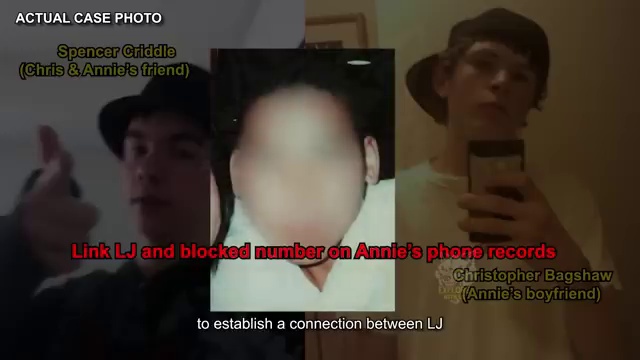 ACTUAL CASE PHOTO
Spencer Criddle
(Chris & Annie's friend)
Link LJ and blocked number on Annie's phone records
Christopher Bagshaw
(Annie's boyfriend)
to establish a connection between LJ